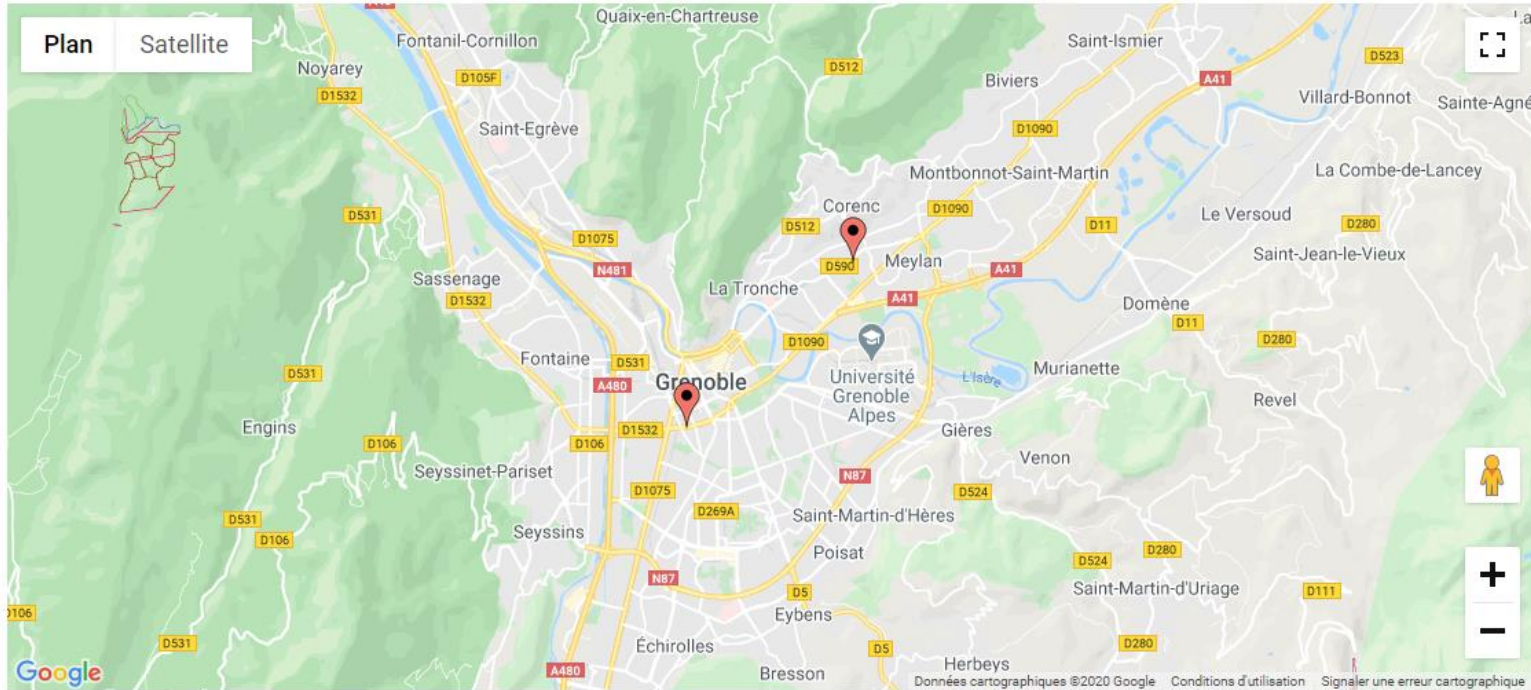 A48
Quaix-en-Chartreuse
Plan
Satellite
Fontanil-Cornillon
Saint-Ismier
D523
Noyarey
D105F
D512
Biviers
A41
D1532
Villard-Bonnot
Sainte-Agnè
Saint-Egrève
D1090
Montbonnot-Saint-Martin
La Combe-de-Lancey
D531
Corenc
D1090
D512
D11
Le Versoud
D280
D1075
Saint-Jean-le-Vieux
N481
D590
Meylan
A41
Sassenage
La Tronche
D1532
A41
Domène
D11
D1090
D280
Fontaine
D531
Université
Grenoble
Alpes
L'Isère
Murianette
D531
A480
Grenoble
Revel
Engins
D106
D106
D1532
Gières
Seyssinet-Pariset
Venon
N87
D1075
D524
D531
D269A
Saint-Martin-d'Hères
D106
Seyssins
Poisat
D280
D524
N87
Saint-Martin-d'Uriage
D5
D111
D106
Eybens
D531
Échirolles
D5
D280
Google
A480
Bresson
Herbeys
Données cartographiques ©2020 Google
Conditions d'utilisation
Signaler une erreur cartographique